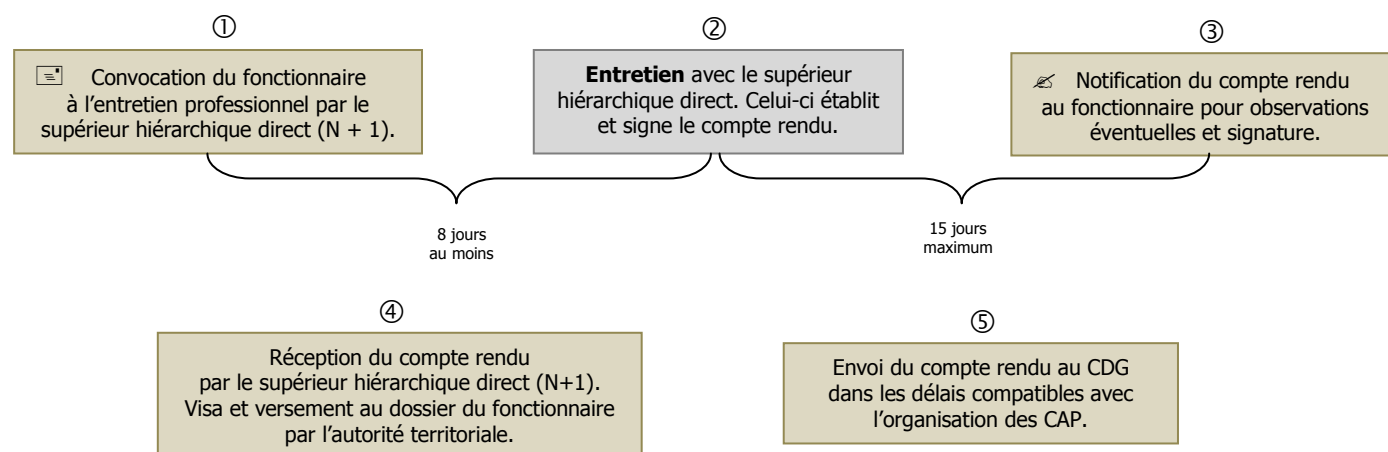 ①
Convocation du fonctionnaire
à l'entretien professionnel par le
supérieur hiérarchique direct (N + 1).
②
Entretien avec le supérieur
hiérarchique direct. Celui-ci établit
et signe le compte rendu.
③
Notification du compte rendu
au fonctionnaire pour observations
éventuelles et signature.
8 jours
au moins
15 jours
maximum
④
Réception du compte rendu
par le supérieur hiérarchique direct (N+1).
Visa et versement au dossier du fonctionnaire
par l'autorité territoriale.
⑤
Envoi du compte rendu au CDG
dans les délais compatibles avec
l'organisation des CAP.